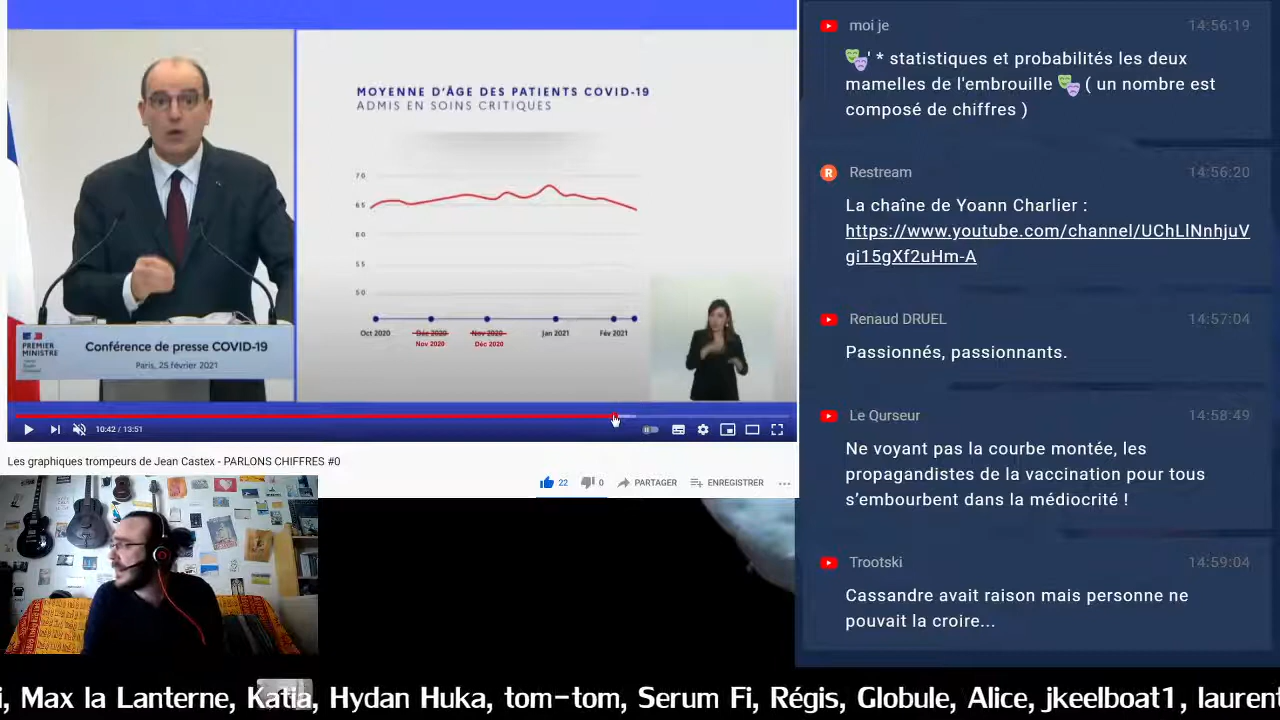 MOYENNE D'ÂGE DES PATIENTS COVID-19
ADMIS EN SOINS CRITIQUES
70
65
60
55
50
Oct 2020 Déc 2020 Nov 2020 Jan 2021 Fév 2021
Nov 2020 Déc 2020
PREMIER
MINISTRE
Conférence de presse COVID-19
Paris, 25 février 2021
10:42 / 13:51
Les graphiques trompeurs de Jean Castex - PARLONS CHIFFRES #0
22 0 PARTAGER ENREGISTRER
moi je 14:56:19
' * statistiques et probabilités les deux
mamelles de l'embrouille ( un nombre est
composé de chiffres )
Restream 14:56:20
La chaîne de Yoann Charlier :
https://www.youtube.com/channel/UChLlNnhjuV
gi15gXf2uHm-A
Renaud DRUEL 14:57:04
Passionnés, passionnants.
Le Qurseur 14:58:49
Ne voyant pas la courbe montée, les
propagandistes de la vaccination pour tous
s'embourbent dans la médiocrité !
Trootski 14:59:04
Cassandre avait raison mais personne ne
pouvait la croire...
i, Max la Lanterne, Katia, Hydan Huka, tom-tom, Serum Fi, Régis, Globule, Alice, jkeelboat1, laurent